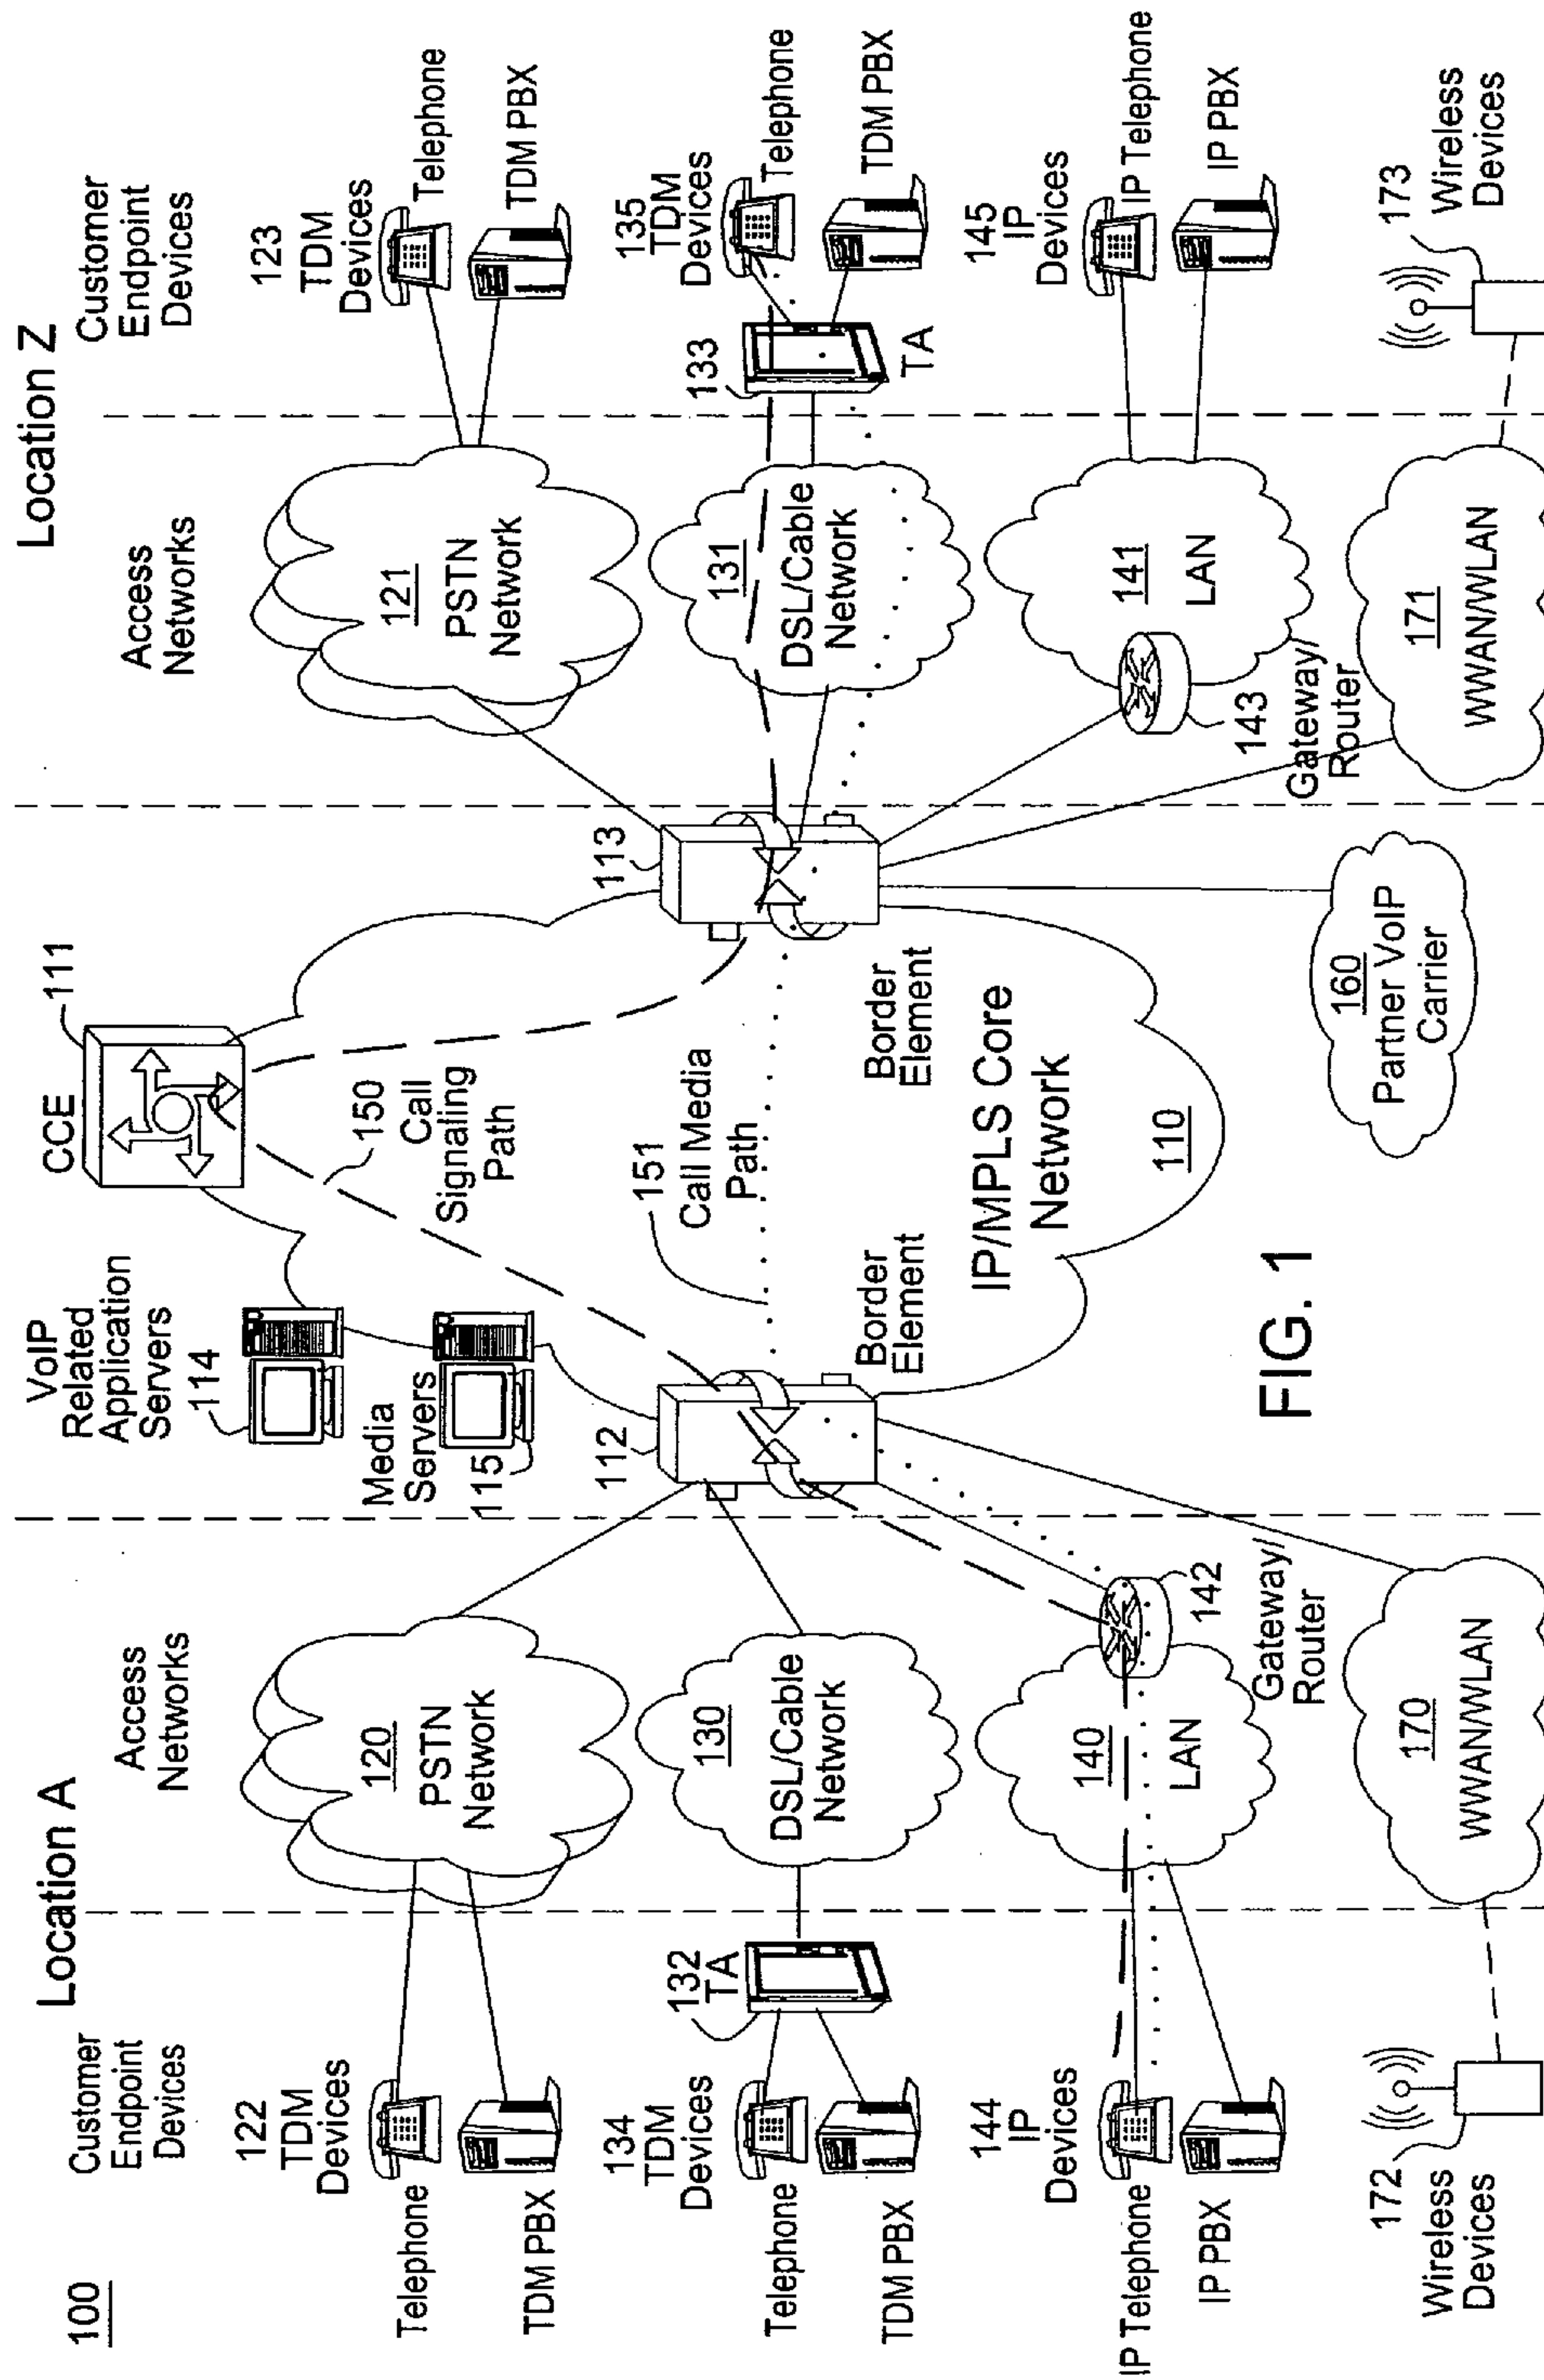 100
Location A
Location Z
Customer
Endpoint
Devices
Access
Networks
VoIP
Related
Application
Servers
114
CCE
111
Access
Networks
Customer
Endpoint
Devices
122
TDM
Devices
Telephone
TDM PBX
120
PSTN
Network
Media
Servers
115
150
Call
Signaling
Path
121
PSTN
Network
123
TDM
Devices
Telephone
TDM PBX
134
TDM
Devices
Telephone
TDM PBX
132
TA
130
DSL/Cable
Network
112
Border
Element
151
Call Media
Path
113
Border
Element
131
DSL/Cable
Network
133
TA
135
TDM
Devices
Telephone
TDM PBX
144
IP
Devices
IP Telephone
IP PBX
140
LAN
142
Gateway/
Router
IP/MPLS Core
Network
110
141
LAN
143
Gateway/
Router
145
IP
Devices
IP Telephone
IP PBX
172
Wireless
Devices
170
WWAN/WLAN
160
Partner VoIP
Carrier
171
WWAN/WLAN
173
Wireless
Devices
FIG. 1